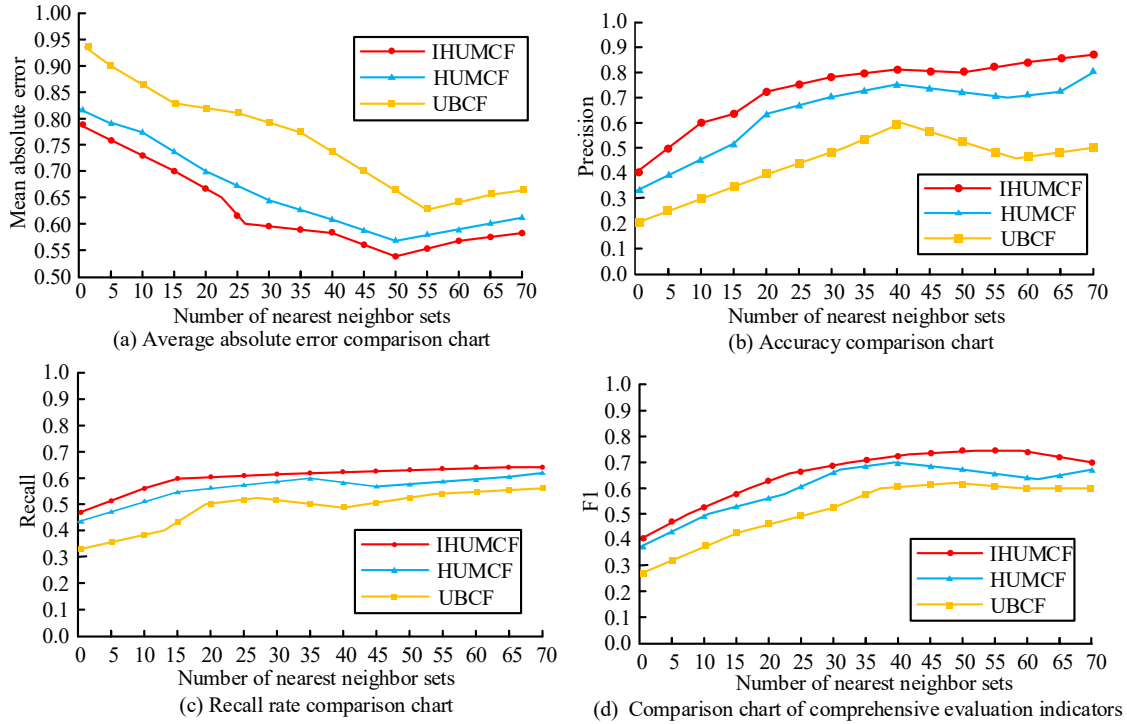 Mean absolute error
1.00
0.95
0.90
0.85
0.80
0.75
0.70
0.65
0.60
0.55
0.50
IHUMCF
HUMCF
UBCF
0 5 10 15 20 25 30 35 40 45 50 55 60 65 70
Number of nearest neighbor sets
(a) Average absolute error comparison chart
Precision
1.0
0.9
0.8
0.7
0.6
0.5
0.4
0.3
0.2
0.1
0.0
IHUMCF
HUMCF
UBCF
0 5 10 15 20 25 30 35 40 45 50 55 60 65 70
Number of nearest neighbor sets
(b) Accuracy comparison chart
Recall
1.0
0.9
0.8
0.7
0.6
0.5
0.4
0.3
0.2
0.1
0.0
IHUMCF
HUMCF
UBCF
0 5 10 15 20 25 30 35 40 45 50 55 60 65 70
Number of nearest neighbor sets
(c) Recall rate comparison chart
F1
1.0
0.9
0.8
0.7
0.6
0.5
0.4
0.3
0.2
0.1
0.0
IHUMCF
HUMCF
UBCF
0 5 10 15 20 25 30 35 40 45 50 55 60 65 70
Number of nearest neighbor sets
(d) Comparison chart of comprehensive evaluation indicators